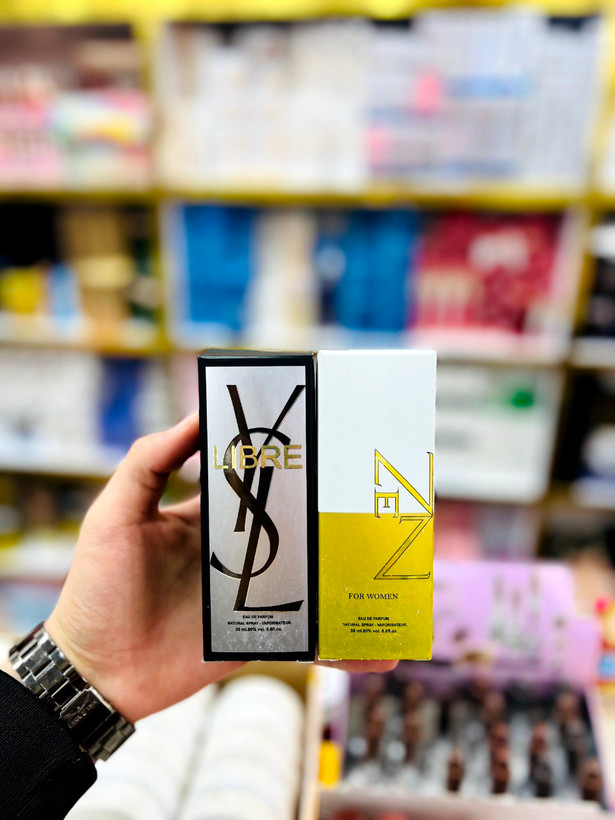 YSL
LIBRE
EAU DE PARFUM
NATURAL SPRAY - VAPORISATEUR
ZEN
FOR WOMEN
EAU DE PARFUM
NATURAL SPRAY - VAPORISATEUR